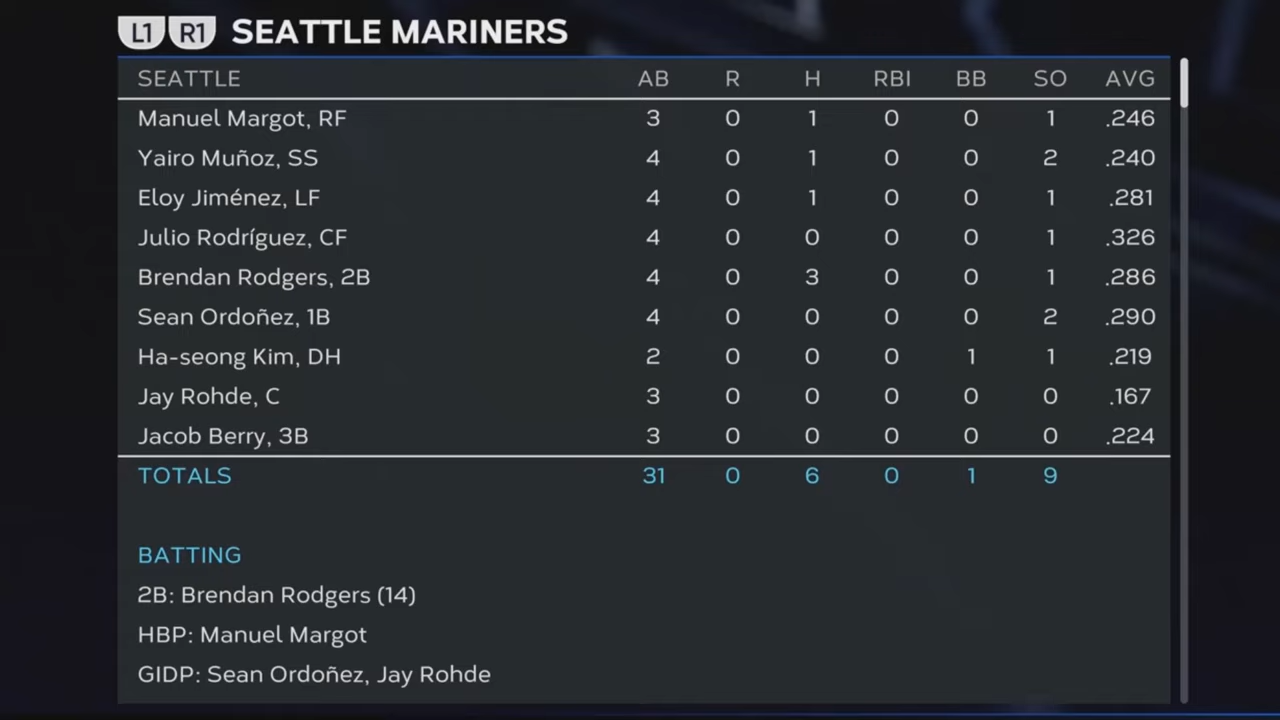 L1 R1 SEATTLE MARINERS
SEATTLE AB R H RBI BB SO AVG
Manuel Margot, RF 3 0 1 0 0 1 .246
Yairo Muñoz, SS 4 0 1 0 0 2 .240
Eloy Jiménez, LF 4 0 1 0 0 1 .281
Julio Rodríguez, CF 4 0 0 0 0 1 .326
Brendan Rodgers, 2B 4 0 3 0 0 1 .286
Sean Ordoñez, 1B 4 0 0 0 0 2 .290
Ha-seong Kim, DH 2 0 0 0 1 1 .219
Jay Rohde, C 3 0 0 0 0 0 .167
Jacob Berry, 3B 3 0 0 0 0 0 .224
TOTALS 31 0 6 0 1 9
BATTING
2B: Brendan Rodgers (14)
HBP: Manuel Margot
GIDP: Sean Ordoñez, Jay Rohde